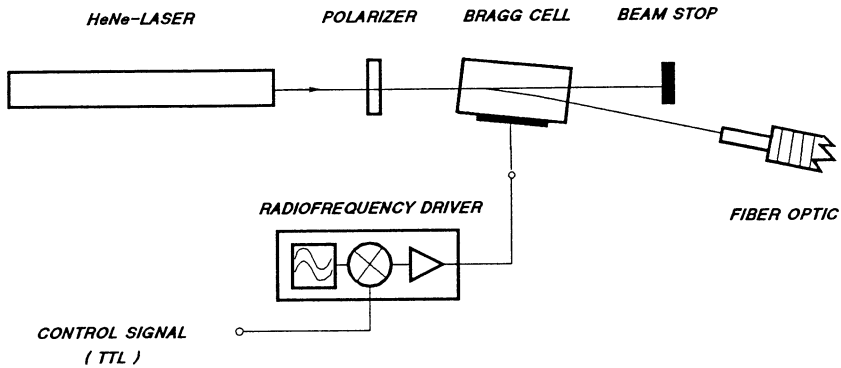 HeNe-LASER
POLARIZER
BRAGG CELL
BEAM STOP
RADIOFREQUENCY DRIVER
FIBER OPTIC
CONTROL SIGNAL
( TTL )